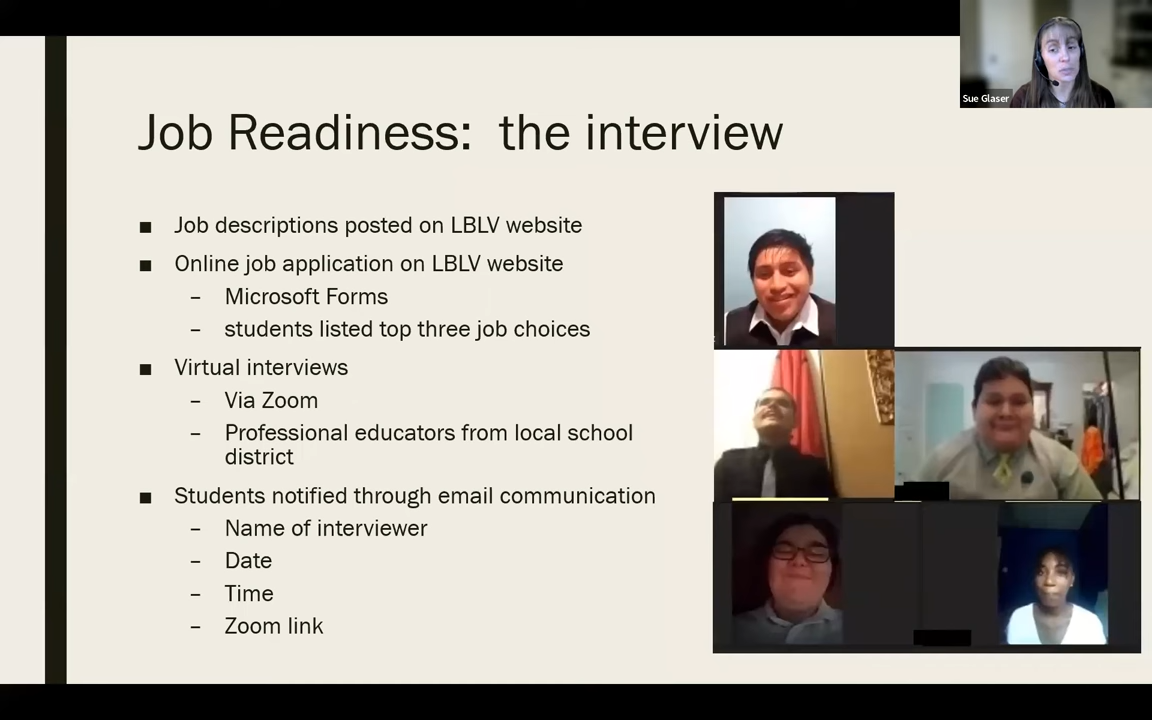 Sue Glaser
Job Readiness: the interview
■ Job descriptions posted on LBLV website
■ Online job application on LBLV website
– Microsoft Forms
– students listed top three job choices
■ Virtual interviews
– Via Zoom
– Professional educators from local school
district
■ Students notified through email communication
– Name of interviewer
– Date
– Time
– Zoom link